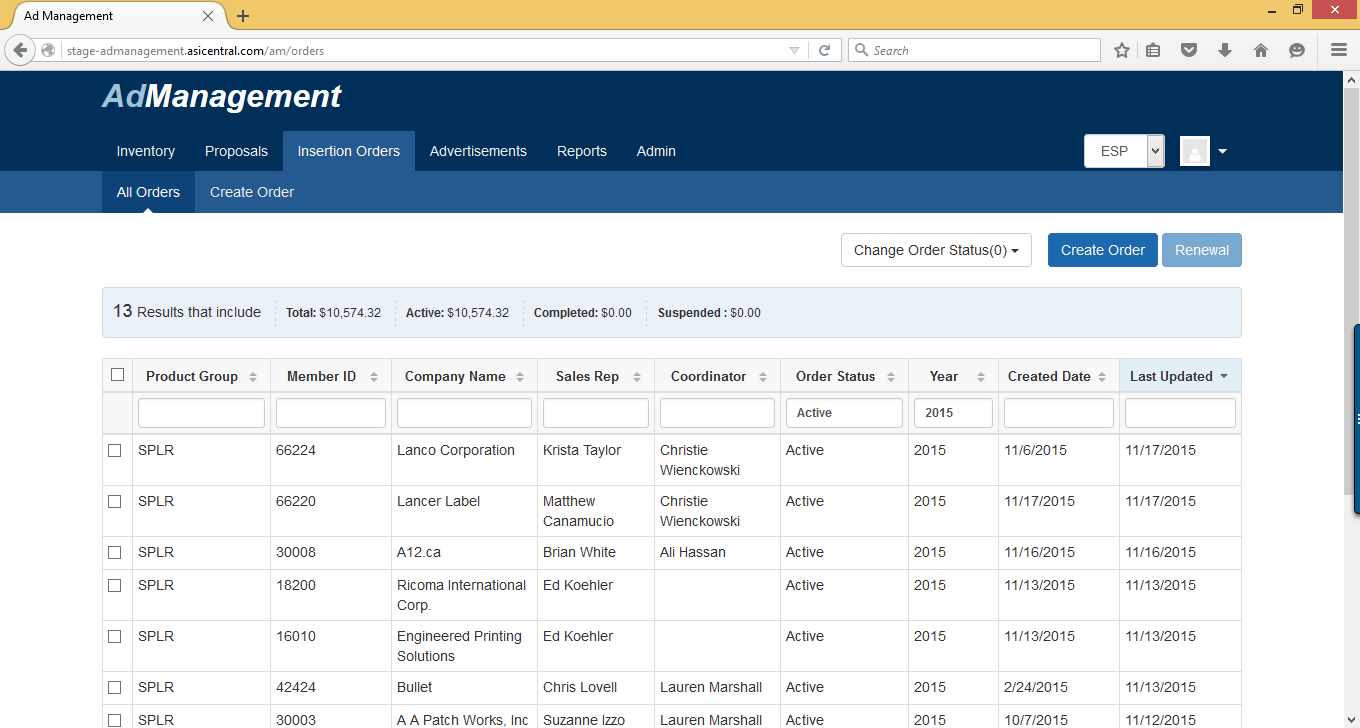 Ad Management
stage-admanagement.asicentral.com/am/orders
Search
AdManagement
Inventory Proposals Insertion Orders Advertisements Reports Admin ESP
All Orders Create Order
Change Order Status(0) Create Order Renewal
13 Results that include Total: $10,574.32 Active: $10,574.32 Completed: $0.00 Suspended : $0.00
Product Group Member ID Company Name Sales Rep Coordinator Order Status Year Created Date Last Updated
Active 2015
SPLR 66224 Lanco Corporation Krista Taylor Christie Wienckowski Active 2015 11/6/2015 11/17/2015
SPLR 66220 Lancer Label Matthew Canamucio Christie Wienckowski Active 2015 11/17/2015 11/17/2015
SPLR 30008 A12.ca Brian White Ali Hassan Active 2015 11/16/2015 11/16/2015
SPLR 18200 Ricoma International Corp. Ed Koehler Active 2015 11/13/2015 11/13/2015
SPLR 16010 Engineered Printing Solutions Ed Koehler Active 2015 11/13/2015 11/13/2015
SPLR 42424 Bullet Chris Lovell Lauren Marshall Active 2015 2/24/2015 11/13/2015
SPLR 30003 A A Patch Works, Inc Suzanne Izzo Lauren Marshall Active 2015 10/7/2015 11/12/2015